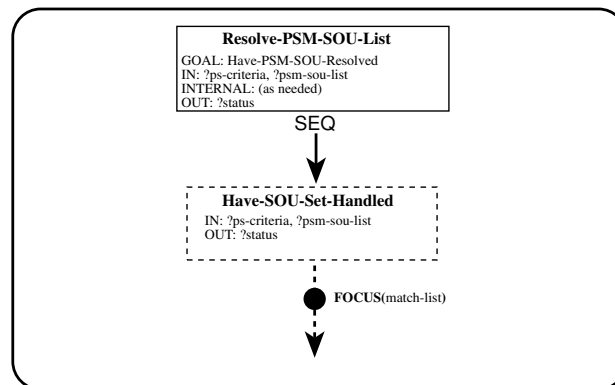 Resolve-PSM-SOU-List
GOAL: Have-PSM-SOU-Resolved
IN: ?ps-criteria, ?psm-sou-list
INTERNAL: (as needed)
OUT: ?status
SEQ
Have-SOU-Set-Handled
IN: ?ps-criteria, ?psm-sou-list
OUT: ?status
FOCUS(match-list)